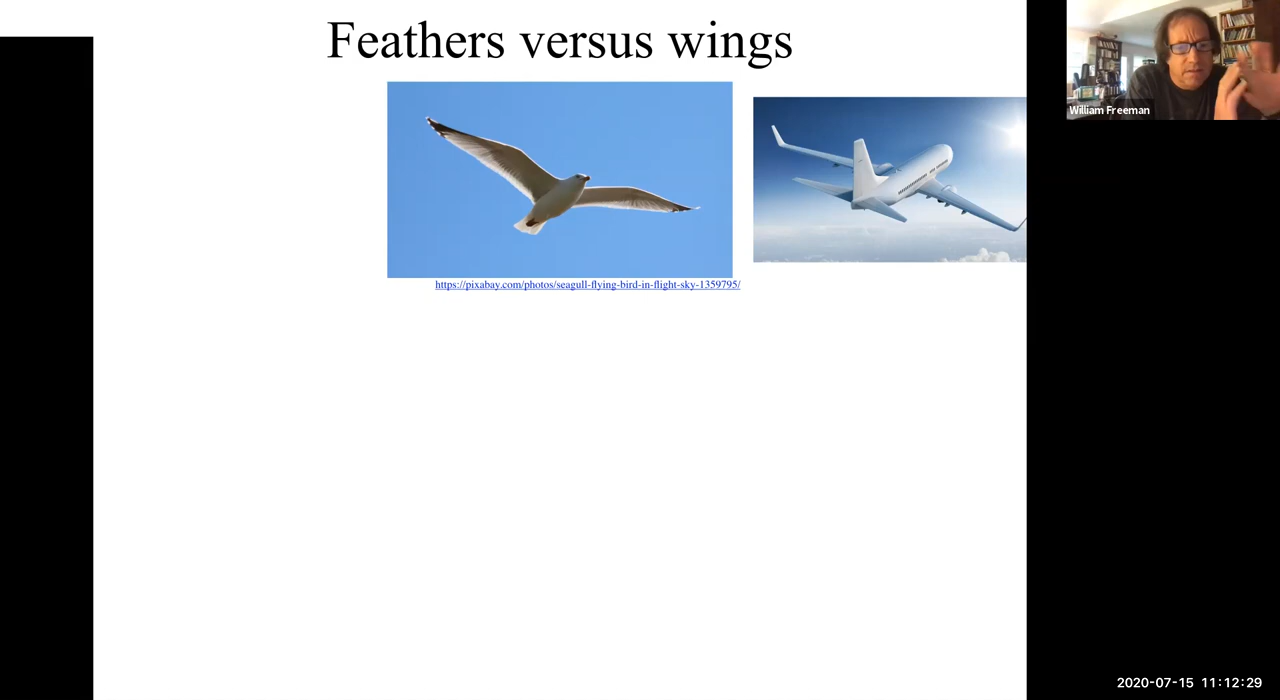 Feathers versus wings
https://pixabay.com/photos/seagull-flying-bird-in-flight-sky-1359795/
William Freeman
2020-07-15 11:12:29